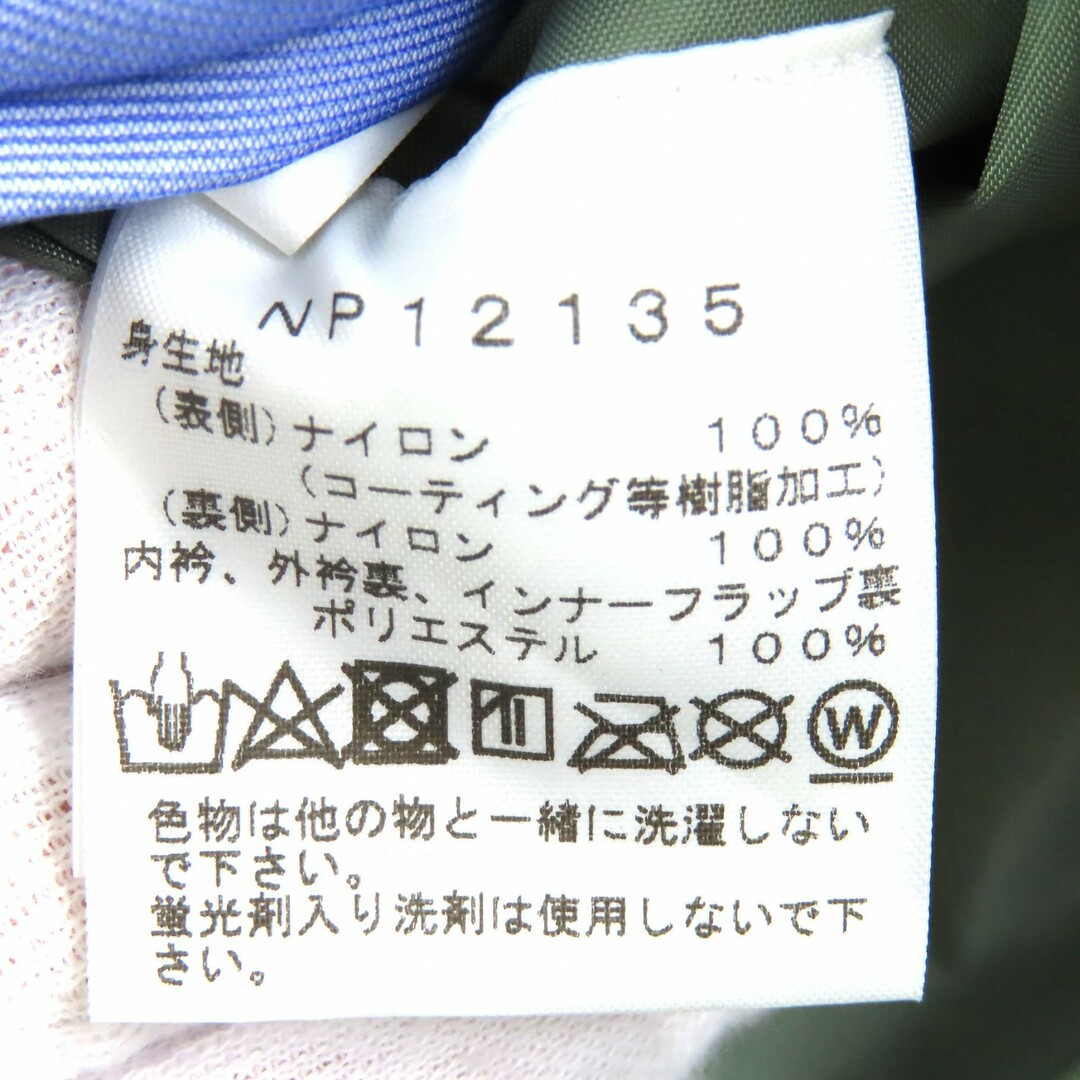 NP12135
身生地
(表側)ナイロン 100%
(コーティング等樹脂加工)
(裏側)ナイロン 100%
内衿、外衿裏、インナーフラップ裏
ポリエステル 100%
W
色物は他の物と一緒に洗濯しない
で下さい。
蛍光剤入り洗剤は使用しないで下
さい。